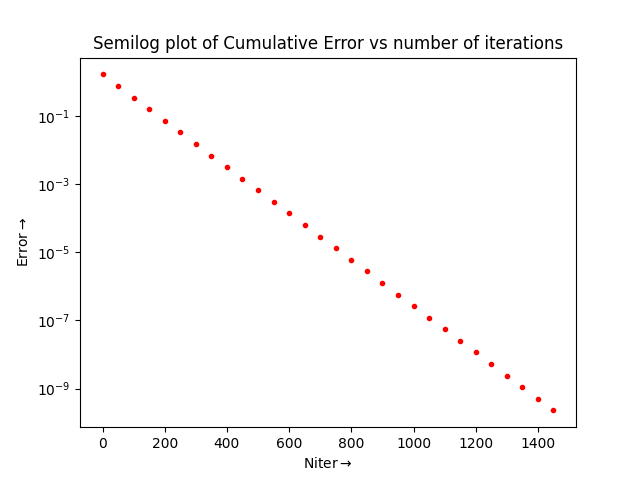 Semilog plot of Cumulative Error vs number of iterations
Error→
10⁻¹
10⁻³
10⁻⁵
10⁻⁷
10⁻⁹
0 200 400 600 800 1000 1200 1400
Niter→